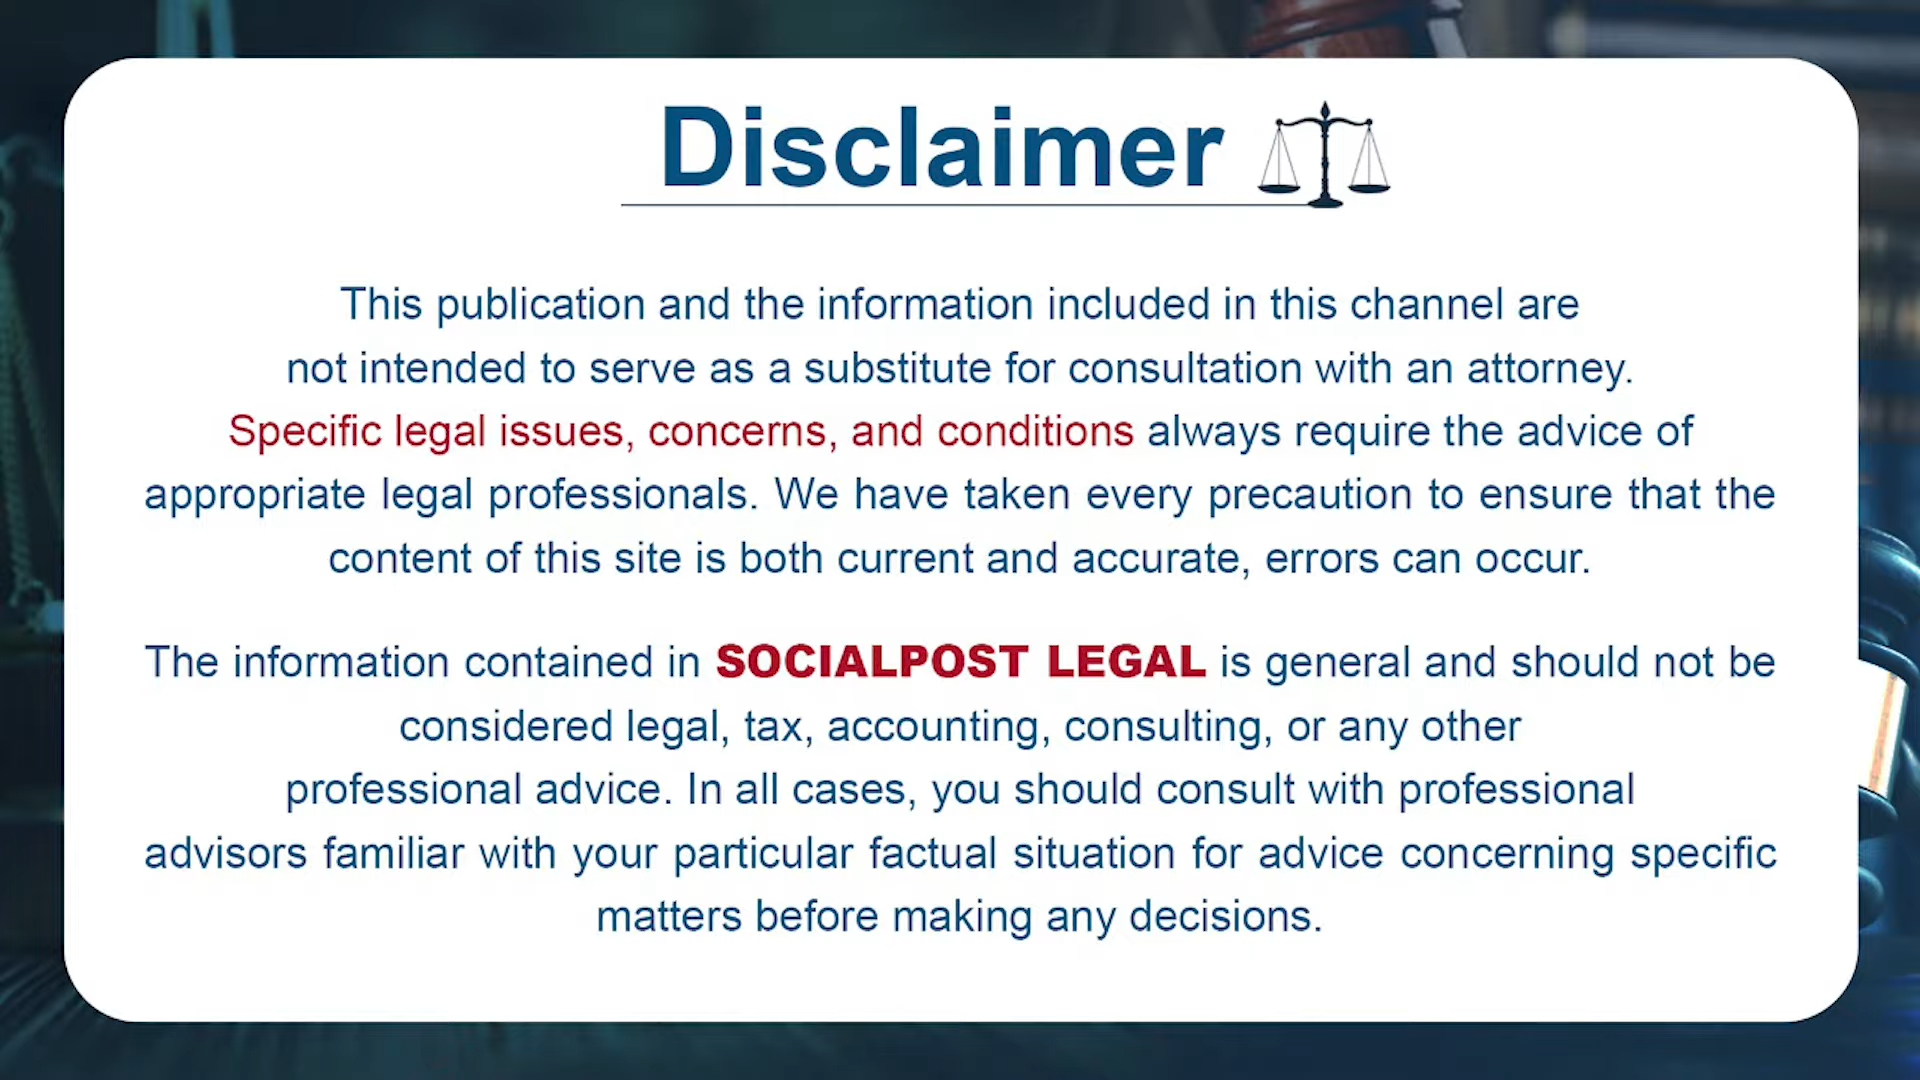 Disclaimer
This publication and the information included in this channel are
not intended to serve as a substitute for consultation with an attorney.
Specific legal issues, concerns, and conditions always require the advice of
appropriate legal professionals. We have taken every precaution to ensure that the
content of this site is both current and accurate, errors can occur.
The information contained in SOCIALPOST LEGAL is general and should not be
considered legal, tax, accounting, consulting, or any other
professional advice. In all cases, you should consult with professional
advisors familiar with your particular factual situation for advice concerning specific
matters before making any decisions.